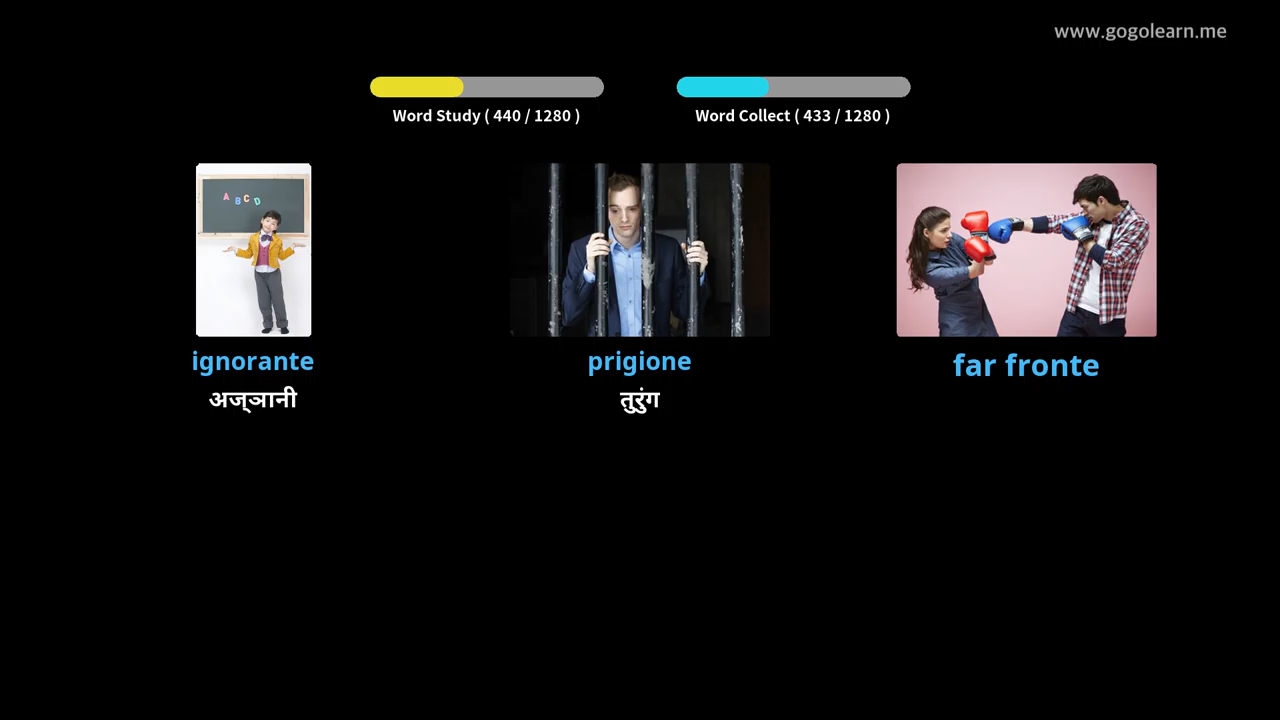 www.gogolearn.me
Word Study ( 440 / 1280 )
Word Collect ( 433 / 1280 )
A B C D
ignorante
prigione
far fronte
अज्ञानी
तुरुंग